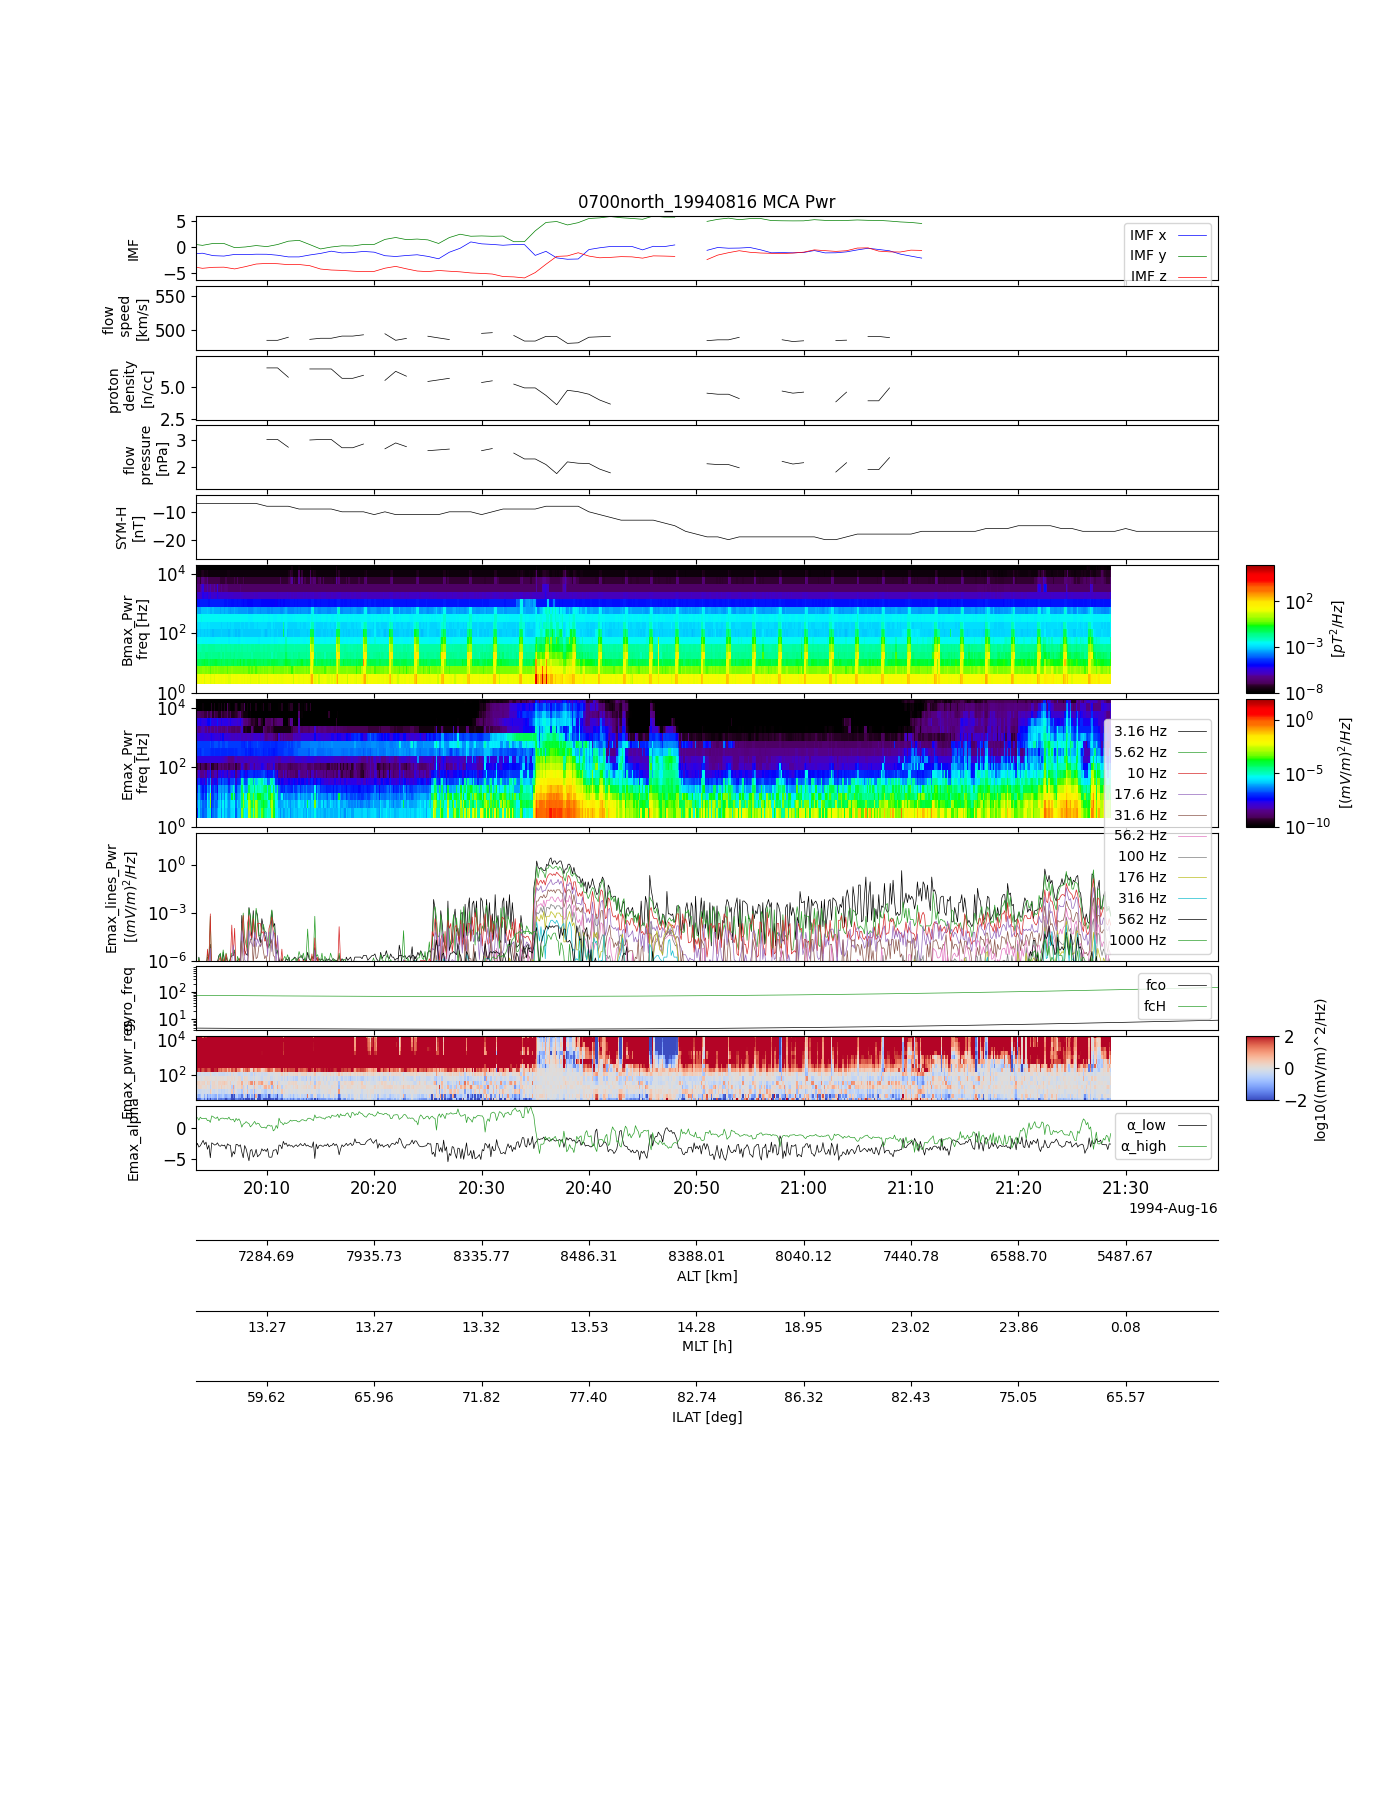 0700north_19940816 MCA Pwr
IMF
5
0
−5
IMF x
IMF y
IMF z
flow
speed
[km/s]
550
500
proton
density
[n/cc]
5.0
2.5
flow
pressure
[nPa]
3
2
SYM-H
[nT]
−10
−20
Bmax_Pwr
freq [Hz]
10^4
10^2
10^0
10^2
10^−3
10^−8
[pT^2/Hz]
Emax_Pwr
freq [Hz]
10^4
10^2
10^0
10^0
10^−5
10^−10
[(mV/m)^2/Hz]
3.16 Hz
5.62 Hz
10 Hz
17.6 Hz
31.6 Hz
56.2 Hz
100 Hz
176 Hz
316 Hz
562 Hz
1000 Hz
Emax_lines_Pwr
[(mV/m)^2/Hz]
10^0
10^−3
10^−6
gyro_freq
10^2
10^1
fco
fcH
Emax_pwr_reg
10^4
10^2
2
0
−2
log10((mV/m)^2/Hz)
Emax_alpha
0
−5
α_low
α_high
20:10 20:20 20:30 20:40 20:50 21:00 21:10 21:20 21:30
1994-Aug-16
7284.69 7935.73 8335.77 8486.31 8388.01 8040.12 7440.78 6588.70 5487.67
ALT [km]
13.27 13.27 13.32 13.53 14.28 18.95 23.02 23.86 0.08
MLT [h]
59.62 65.96 71.82 77.40 82.74 86.32 82.43 75.05 65.57
ILAT [deg]